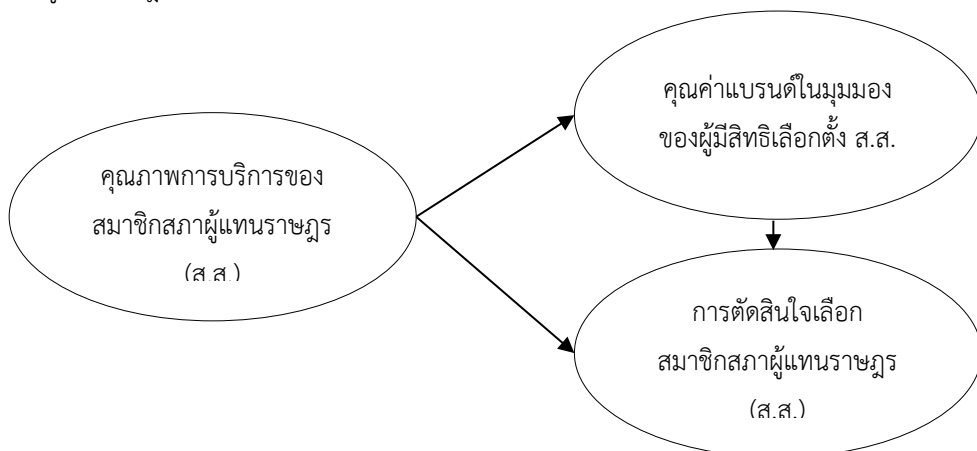 คุณค่าแบรนด์ในมุมมอง
ของผู้มีสิทธิเลือกตั้ง ส.ส.
คุณภาพการบริการของ
สมาชิกสภาผู้แทนราษฎร
(ส.ส.)
การตัดสินใจเลือก
สมาชิกสภาผู้แทนราษฎร
(ส.ส.)